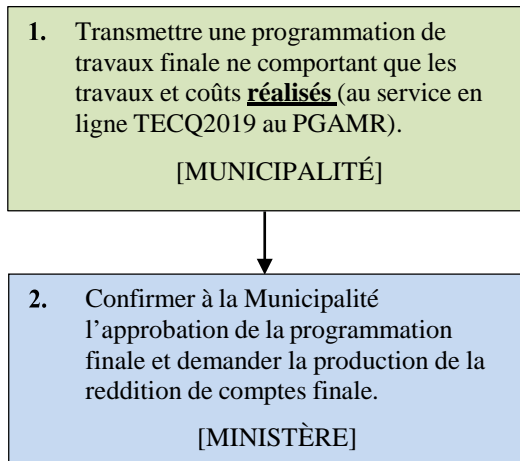 1. Transmettre une programmation de
travaux finale ne comportant que les
travaux et coûts réalisés (au service en
ligne TECQ2019 au PGAMR).
[MUNICIPALITÉ]
2. Confirmer à la Municipalité
l’approbation de la programmation
finale et demander la production de la
reddition de comptes finale.
[MINISTÈRE]